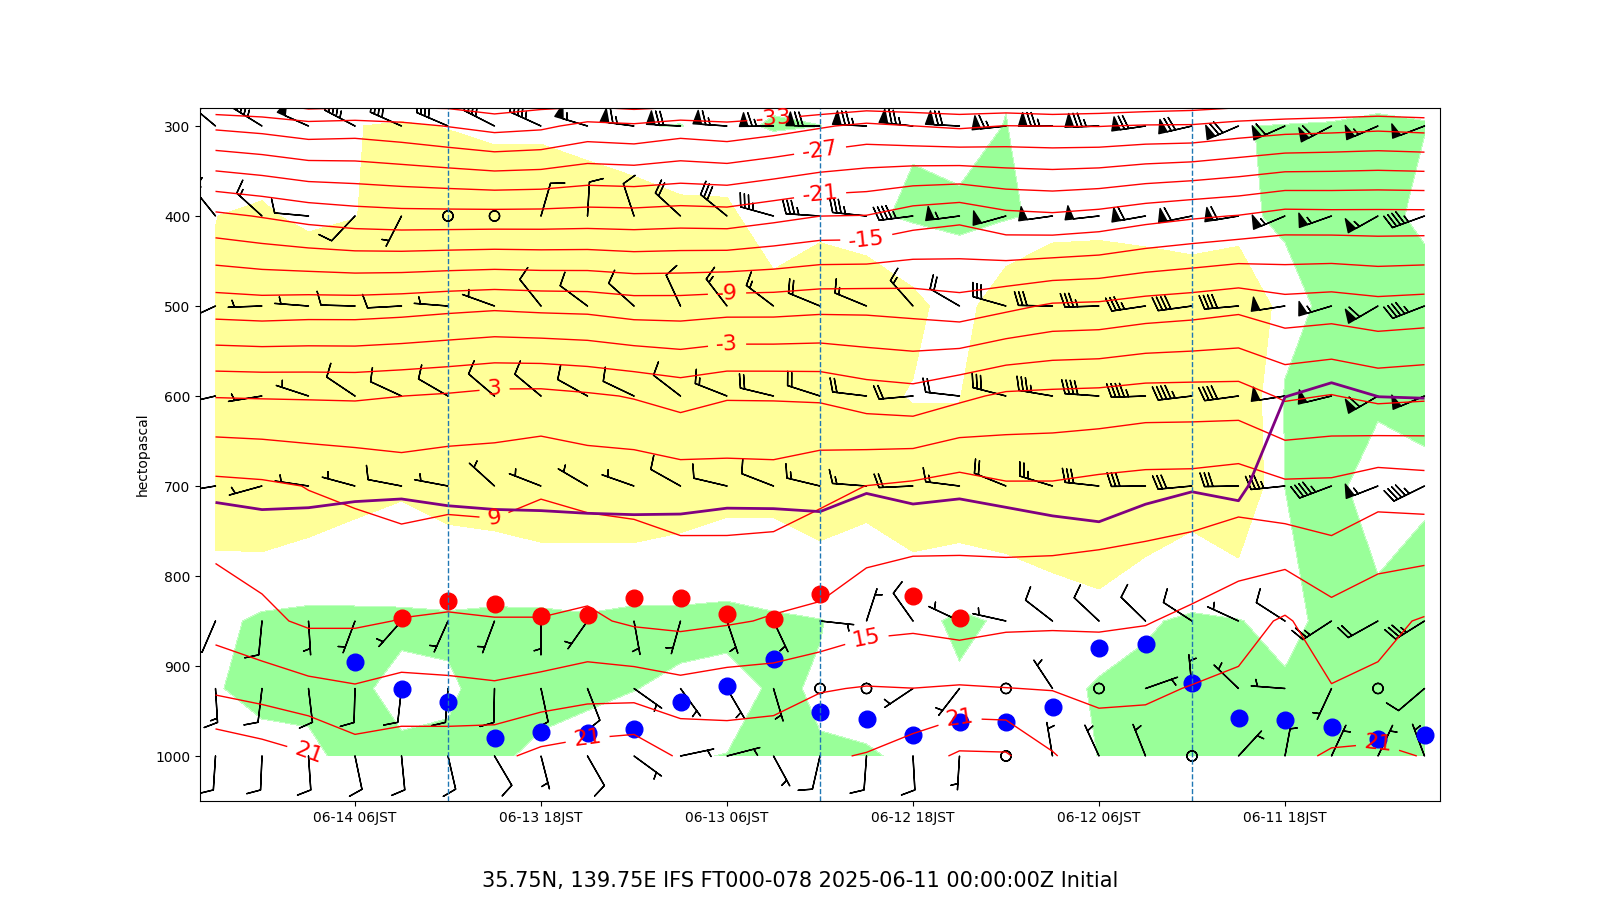 300
400
500
600
700
800
900
1000
hectopascal
-33
-27
-21
-15
-9
-3
3
9
15
21
21
21
21
06-14 06JST
06-13 18JST
06-13 06JST
06-12 18JST
06-12 06JST
06-11 18JST
35.75N, 139.75E IFS FT000-078 2025-06-11 00:00:00Z Initial